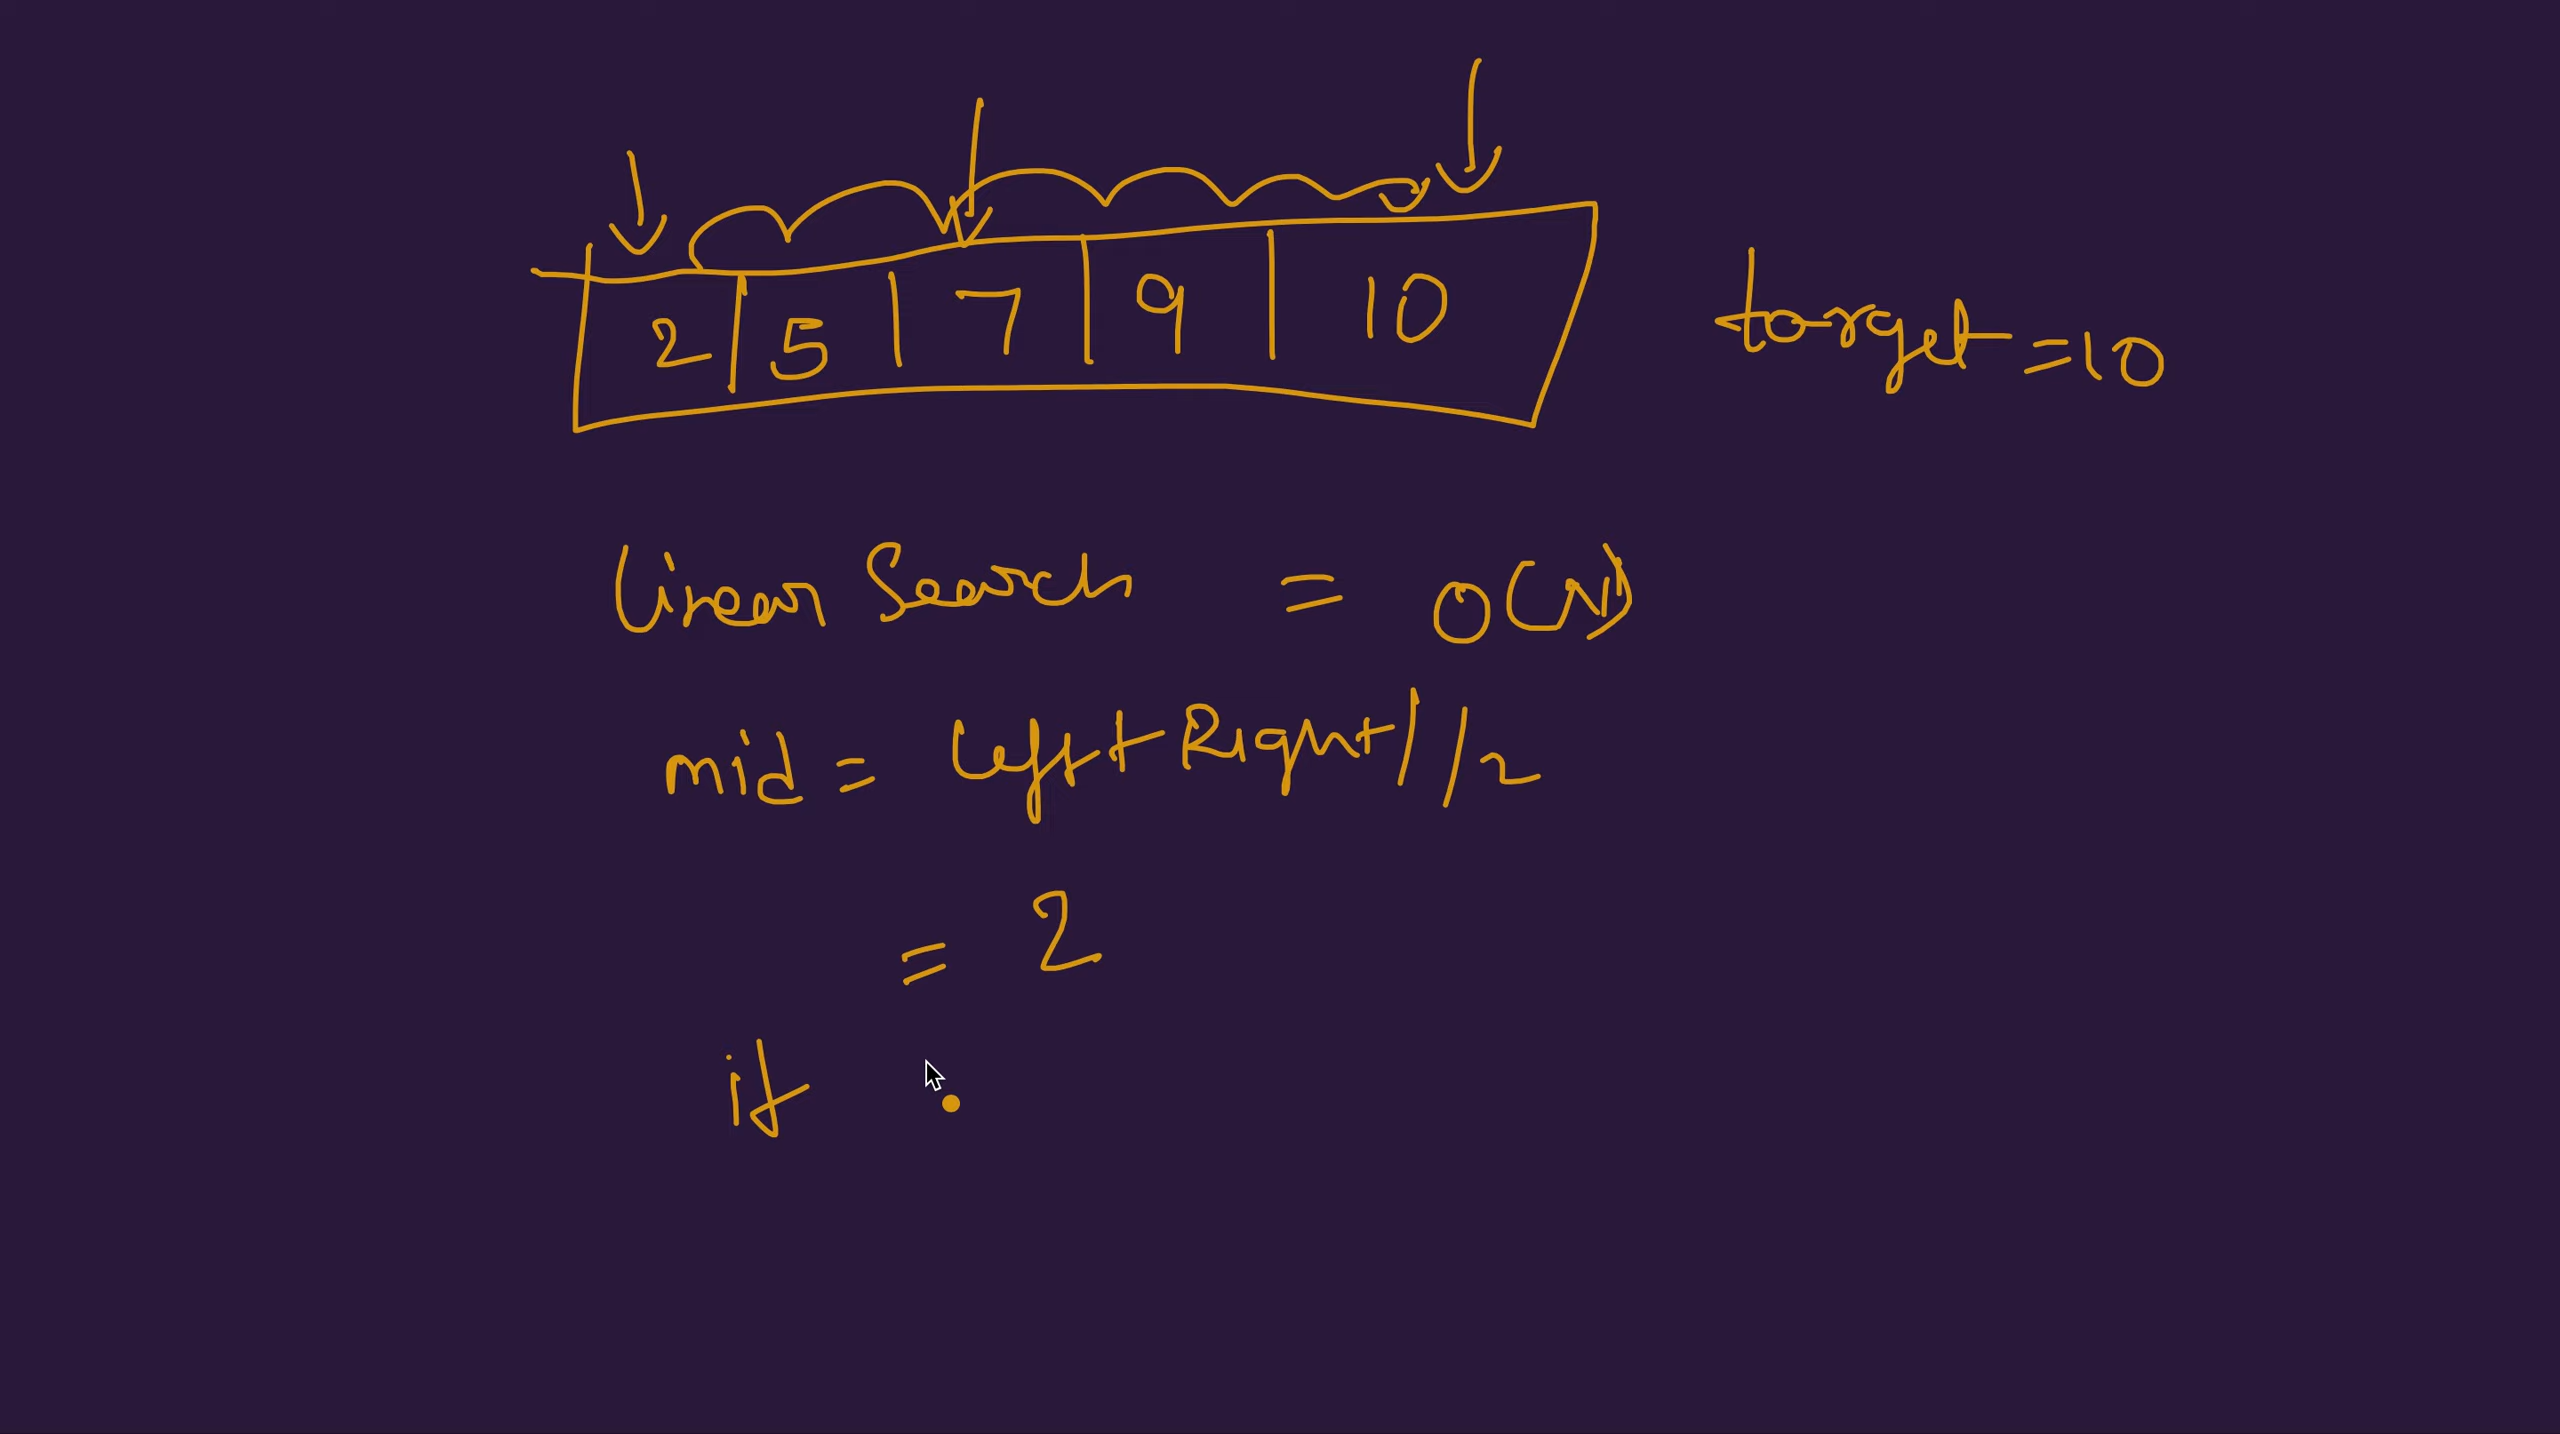 2 5 7 9 10
target = 10
Linear Search = O(N)
mid = Left + Right // 2
= 2
if